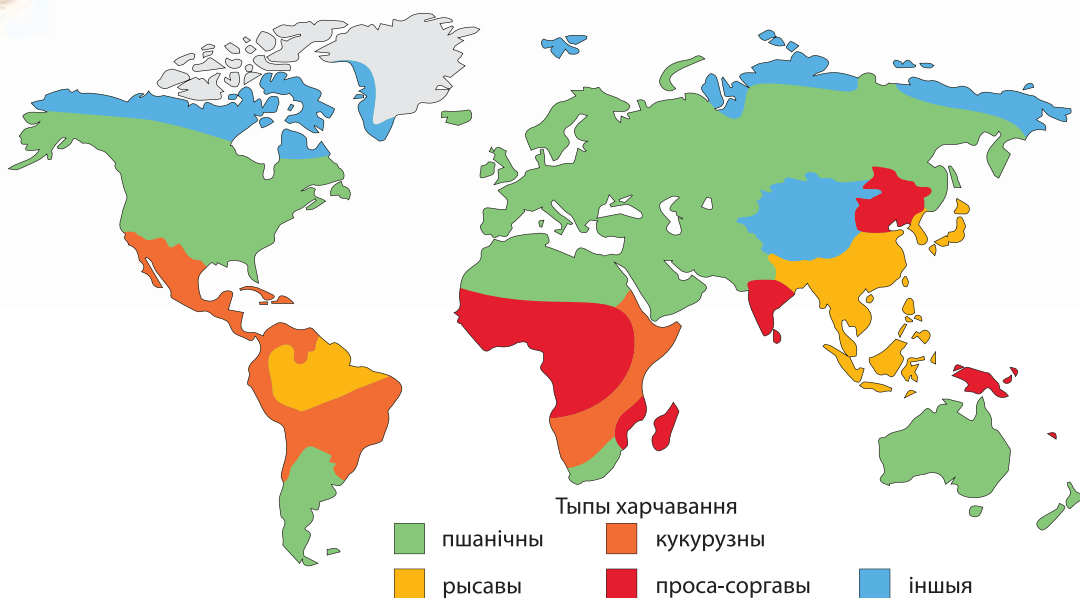 Тыпы харчавання
пшанічны
кукурузны
рысавы
проса-соргавы
іншыя